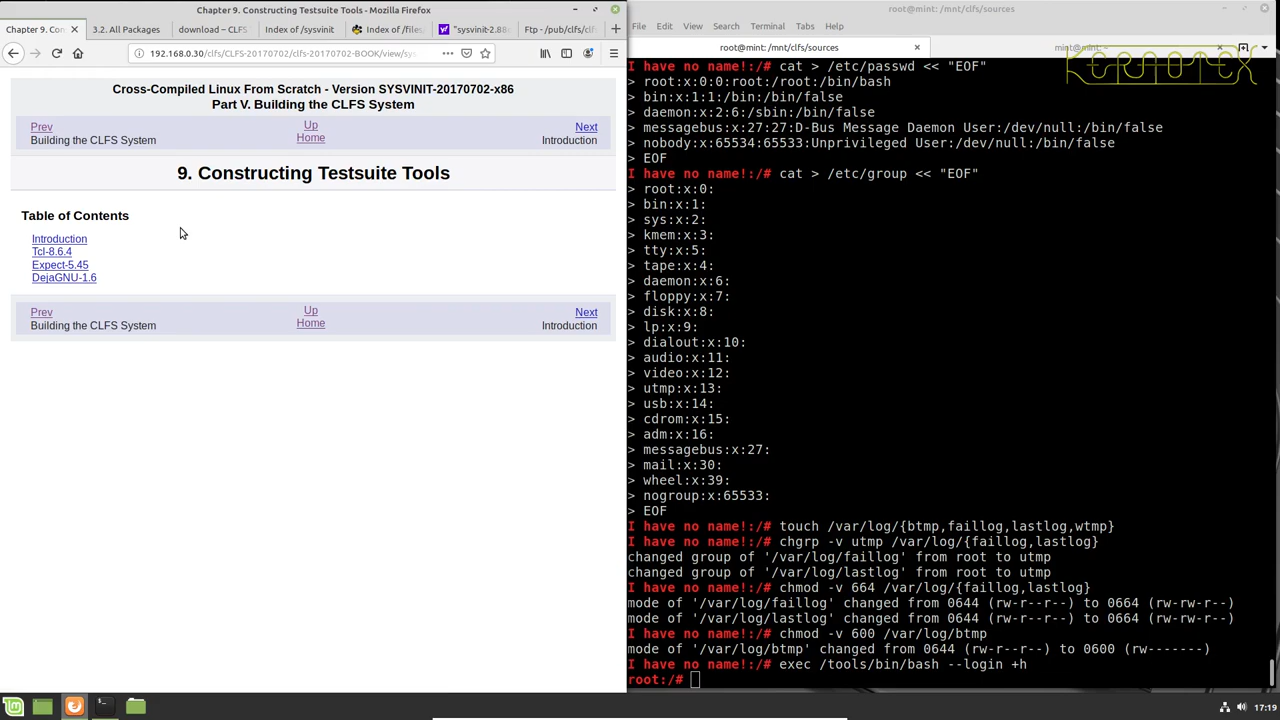 Chapter 9. Constructing Testsuite Tools - Mozilla Firefox
Chapter 9. Con
3.2. All Packages
download – CLFS
Index of /sysvinit
Index of /files
"sysvinit-2.88
Ftp - /pub/clfs/c
192.168.0.30/clfs/CLFS-20170702/clfs-20170702-BOOK/view/sy
Cross-Compiled Linux From Scratch - Version SYSVINIT-20170702-x86
Part V. Building the CLFS System
Prev
Up
Next
Building the CLFS System
Home
Introduction
9. Constructing Testsuite Tools
Table of Contents
Introduction
Tcl-8.6.4
Expect-5.45
DejaGNU-1.6
Prev
Up
Next
Building the CLFS System
Home
Introduction
root@mint: /mnt/clfs/sources
File Edit View Search Terminal Tabs Help
root@mint: /mnt/clfs/sources
root@mint: ~
KERNOTEX
I have no name!:/# cat > /etc/passwd << "EOF"
> root:x:0:0:root:/root:/bin/bash
> bin:x:1:1:/bin:/bin/false
> daemon:x:2:6:/sbin:/bin/false
> messagebus:x:27:27:D-Bus Message Daemon User:/dev/null:/bin/false
> nobody:x:65534:65533:Unprivileged User:/dev/null:/bin/false
> EOF
I have no name!:/# cat > /etc/group << "EOF"
> root:x:0:
> bin:x:1:
> sys:x:2:
> kmem:x:3:
> tty:x:5:
> tape:x:4:
> daemon:x:6:
> floppy:x:7:
> disk:x:8:
> lp:x:9:
> dialout:x:10:
> audio:x:11:
> video:x:12:
> utmp:x:13:
> usb:x:14:
> cdrom:x:15:
> adm:x:16:
> messagebus:x:27:
> mail:x:30:
> wheel:x:39:
> nogroup:x:65533:
> EOF
I have no name!:/# touch /var/log/{btmp,faillog,lastlog,wtmp}
I have no name!:/# chgrp -v utmp /var/log/{faillog,lastlog}
changed group of '/var/log/faillog' from root to utmp
changed group of '/var/log/lastlog' from root to utmp
I have no name!:/# chmod -v 664 /var/log/{faillog,lastlog}
mode of '/var/log/faillog' changed from 0644 (rw-r--r--) to 0664 (rw-rw-r--)
mode of '/var/log/lastlog' changed from 0644 (rw-r--r--) to 0664 (rw-rw-r--)
I have no name!:/# chmod -v 600 /var/log/btmp
mode of '/var/log/btmp' changed from 0644 (rw-r--r--) to 0600 (rw-------)
I have no name!:/# exec /tools/bin/bash --login +h
root:/#
17:19